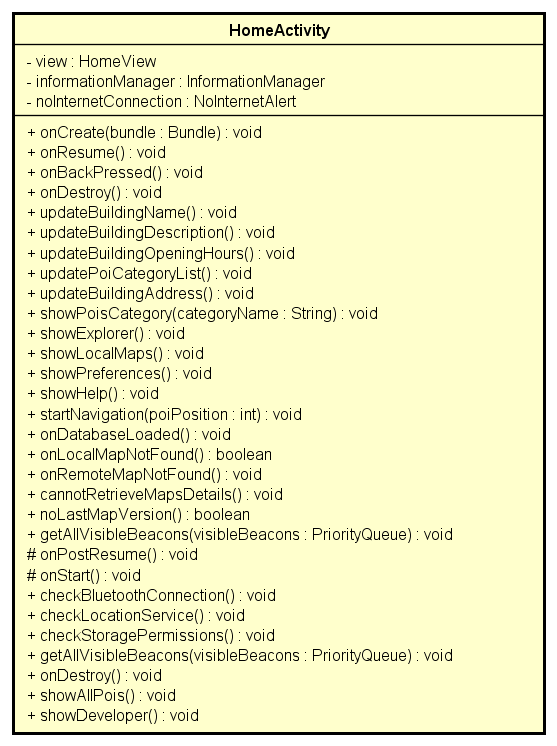 HomeActivity
- view : HomeView
- informationManager : InformationManager
- noInternetConnection : NoInternetAlert
+ onCreate(bundle : Bundle) : void
+ onResume() : void
+ onBackPressed() : void
+ onDestroy() : void
+ updateBuildingName() : void
+ updateBuildingDescription() : void
+ updateBuildingOpeningHours() : void
+ updatePoiCategoryList() : void
+ updateBuildingAddress() : void
+ showPoisCategory(categoryName : String) : void
+ showExplorer() : void
+ showLocalMaps() : void
+ showPreferences() : void
+ showHelp() : void
+ startNavigation(poiPosition : int) : void
+ onDatabaseLoaded() : void
+ onLocalMapNotFound() : boolean
+ onRemoteMapNotFound() : void
+ cannotRetrieveMapsDetails() : void
+ noLastMapVersion() : boolean
+ getAllVisibleBeacons(visibleBeacons : PriorityQueue) : void
# onPostResume() : void
# onStart() : void
+ checkBluetoothConnection() : void
+ checkLocationService() : void
+ checkStoragePermissions() : void
+ getAllVisibleBeacons(visibleBeacons : PriorityQueue) : void
+ onDestroy() : void
+ showAllPois() : void
+ showDeveloper() : void